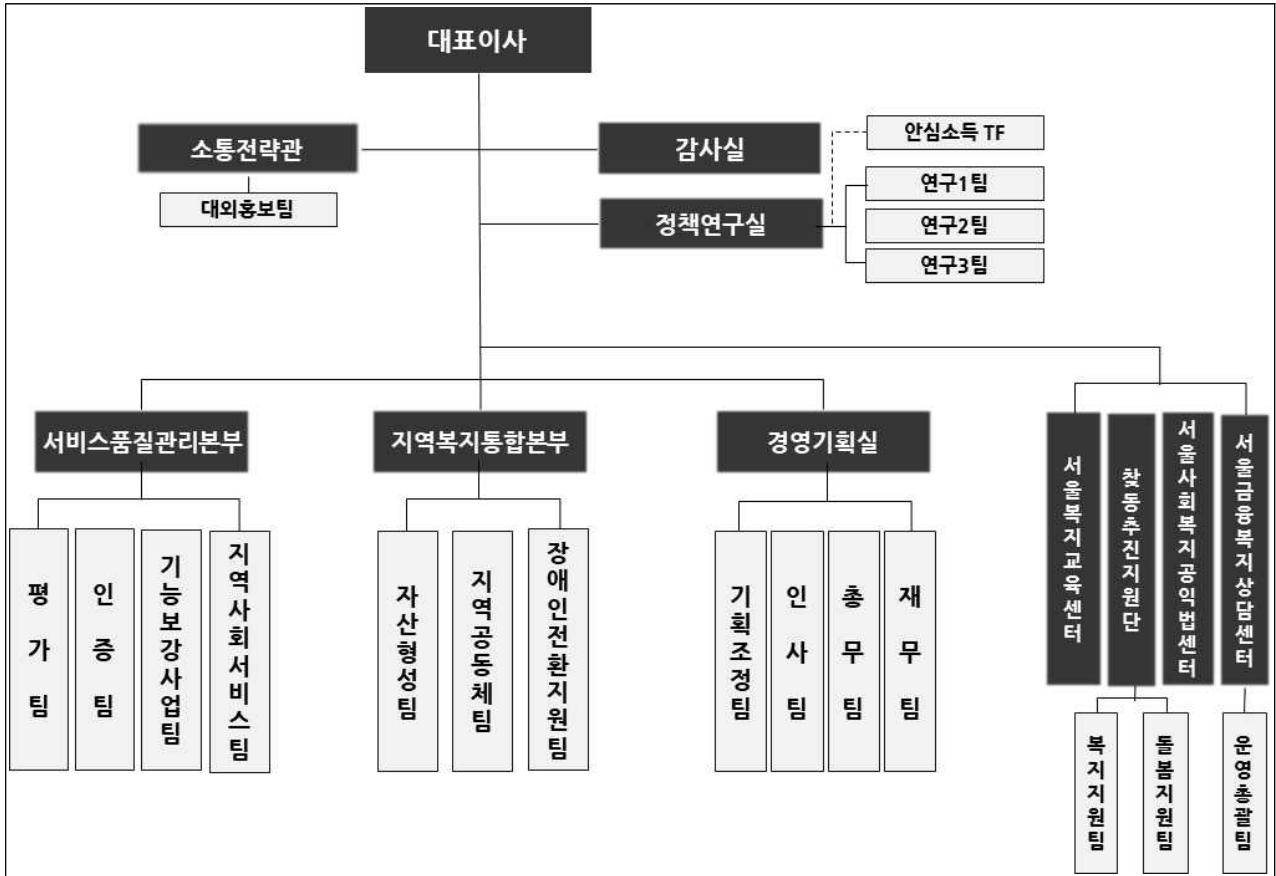 대표이사
소통전략관
대외홍보팀
감사실
정책연구실
안심소득 TF
연구1팀
연구2팀
연구3팀
서비스품질관리본부
평가팀
인증팀
기능보강사업팀
지역사회서비스팀
지역복지통합본부
자산형성팀
지역공동체팀
장애인전환지원팀
경영기획실
기획조정팀
인사팀
총무팀
재무팀
서울복지교육센터
찾동추진지원단
복지지원팀
돌봄지원팀
서울사회복지공익법센터
서울금융복지상담센터
운영총괄팀